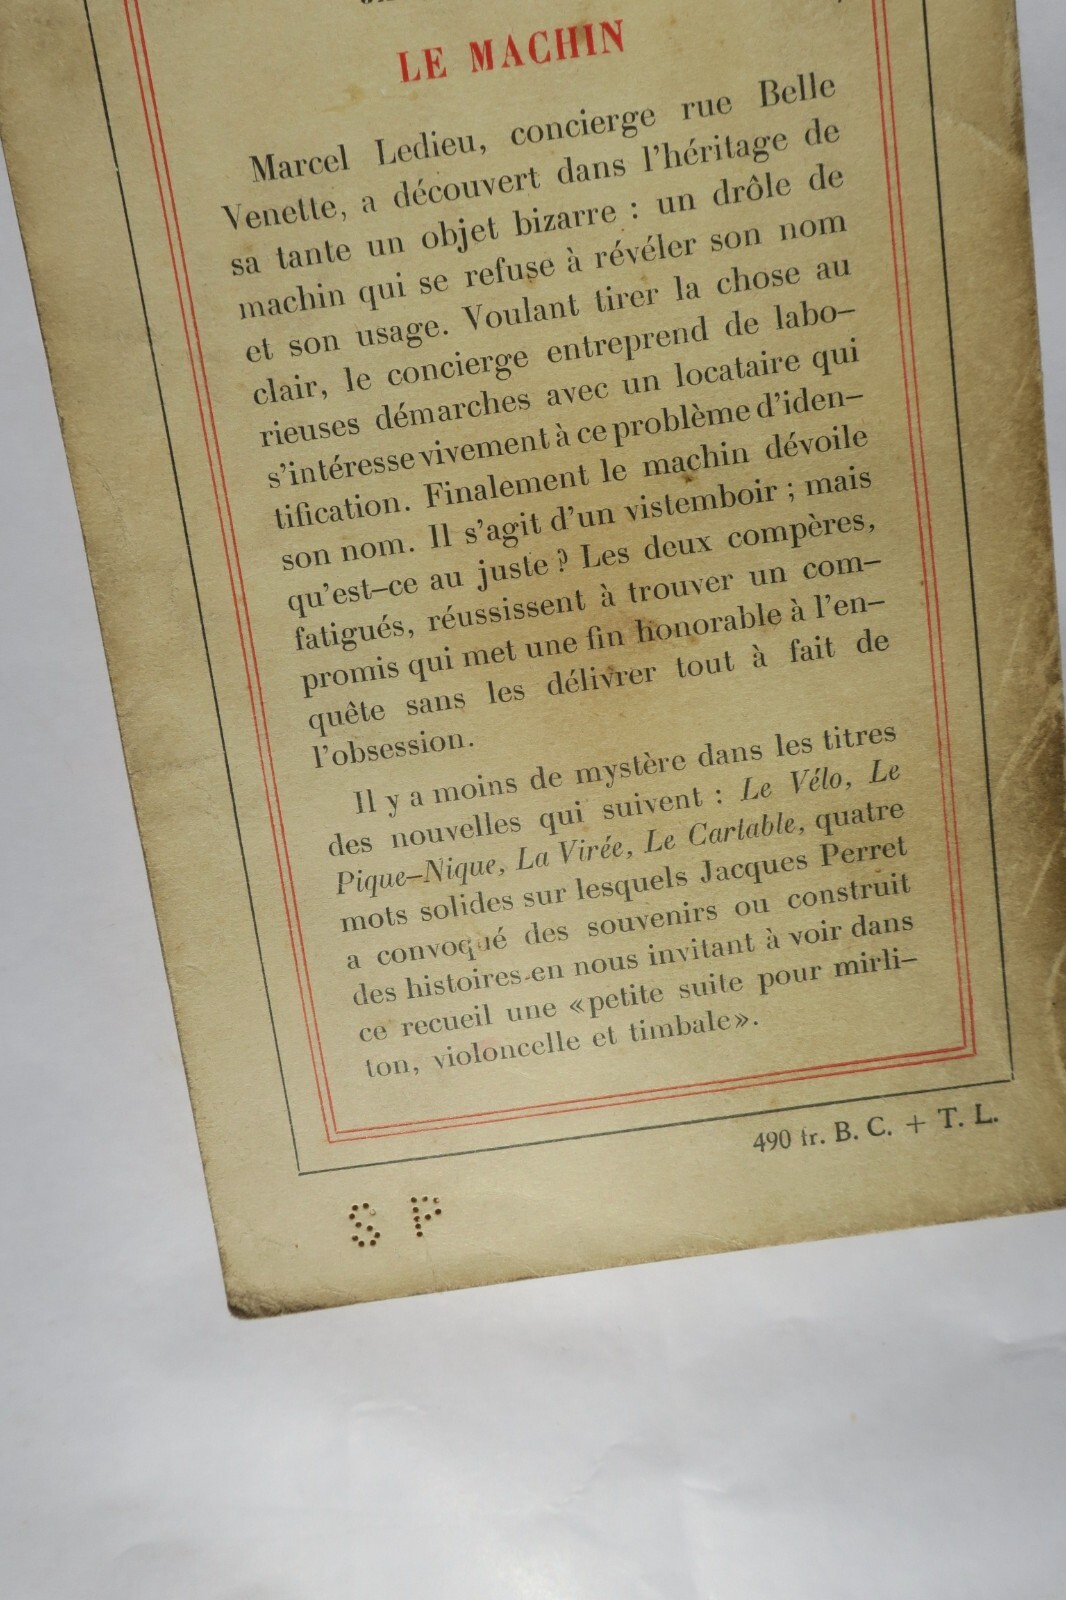 LE MACHIN
Marcel Ledieu, concierge rue Belle
Venette, a découvert dans l'héritage de
sa tante un objet bizarre : un drôle de
machin qui se refuse à révéler son nom
et son usage. Voulant tirer la chose au
clair, le concierge entreprend de labo-
rieuses démarches avec un locataire qui
s'intéresse vivement à ce problème d'iden-
tification. Finalement le machin dévoile
son nom. Il s'agit d'un vistemboir ; mais
qu'est-ce au juste ? Les deux compères,
fatigués, réussissent à trouver un com-
promis qui met une fin honorable à l'en-
quête sans les délivrer tout à fait de
l'obsession.
Il y a moins de mystère dans les titres
des nouvelles qui suivent : Le Vélo, Le
Pique-Nique, La Virée, Le Cartable, quatre
mots solides sur lesquels Jacques Perret
a convoqué des souvenirs ou construit
des histoires en nous invitant à voir dans
ce recueil une «petite suite pour mirli-
ton, violoncelle et timbale».
490 fr. B. C. + T. L.
S P